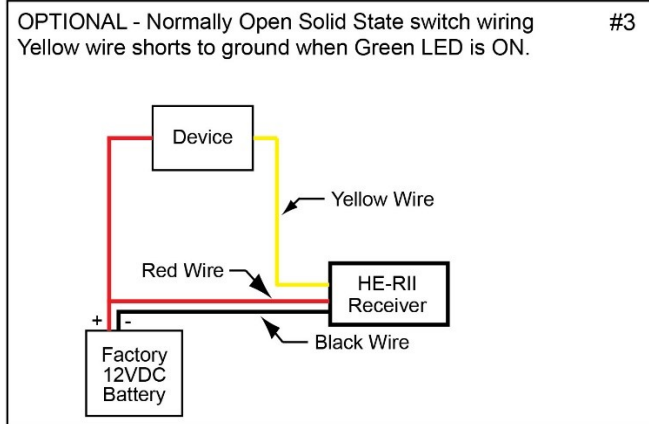 OPTIONAL - Normally Open Solid State switch wiring #3
Yellow wire shorts to ground when Green LED is ON.
Device
Yellow Wire
Red Wire
HE-RII
Receiver
+ -
Black Wire
Factory
12VDC
Battery